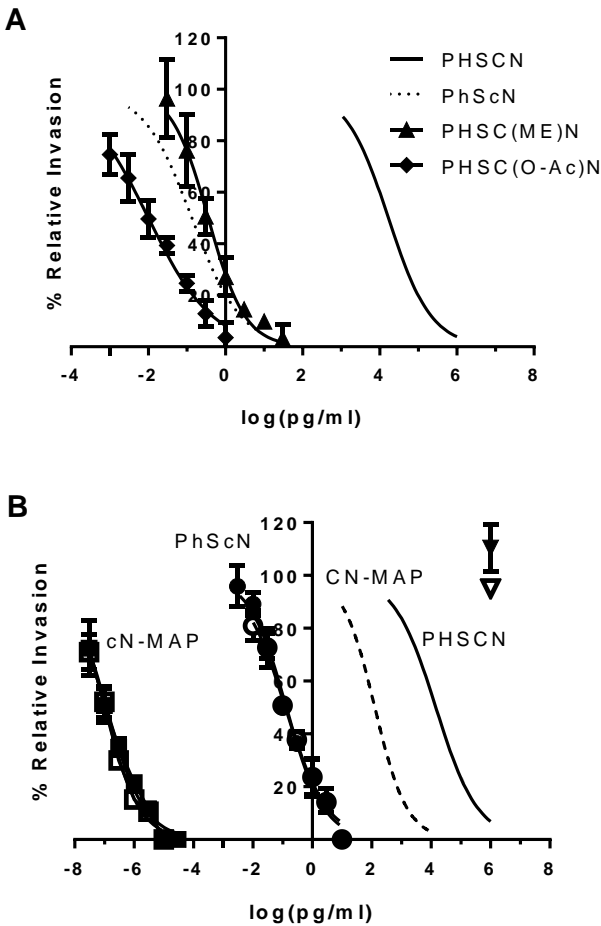 A
% Relative Invasion
120
100
80
60
40
20
-4 -2 0 2 4 6 8
log(pg/ml)
PHSCN
PhScN
PHSC(ME)N
PHSC(O-Ac)N
B
% Relative Invasion
120
100
80
60
4
20
-8 -6 -4 -2 0 2 4 6 8
log(pg/ml)
PhScN
cN-MAP
CN-MAP
PHSCN